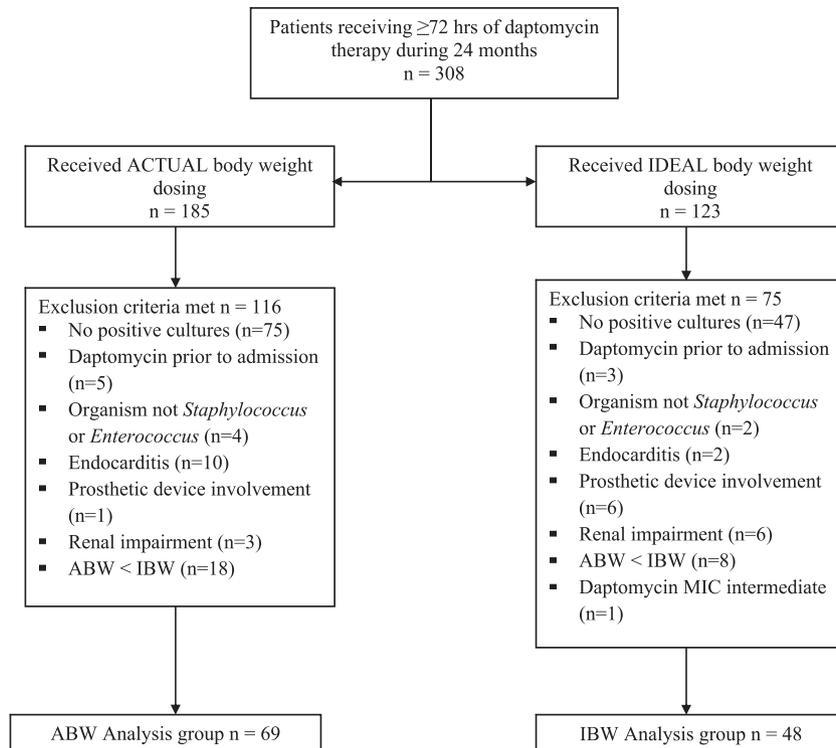 Patients receiving ≥72 hrs of daptomycin
therapy during 24 months
n = 308
Received ACTUAL body weight
dosing
n = 185
Received IDEAL body weight
dosing
n = 123
Exclusion criteria met n = 116
▪ No positive cultures (n=75)
▪ Daptomycin prior to admission
(n=5)
▪ Organism not Staphylococcus
or Enterococcus (n=4)
▪ Endocarditis (n=10)
▪ Prosthetic device involvement
(n=1)
▪ Renal impairment (n=3)
▪ ABW < IBW (n=18)
Exclusion criteria met n = 75
▪ No positive cultures (n=47)
▪ Daptomycin prior to admission
(n=3)
▪ Organism not Staphylococcus
or Enterococcus (n=2)
▪ Endocarditis (n=2)
▪ Prosthetic device involvement
(n=6)
▪ Renal impairment (n=6)
▪ ABW < IBW (n=8)
▪ Daptomycin MIC intermediate
(n=1)
ABW Analysis group n = 69
IBW Analysis group n = 48